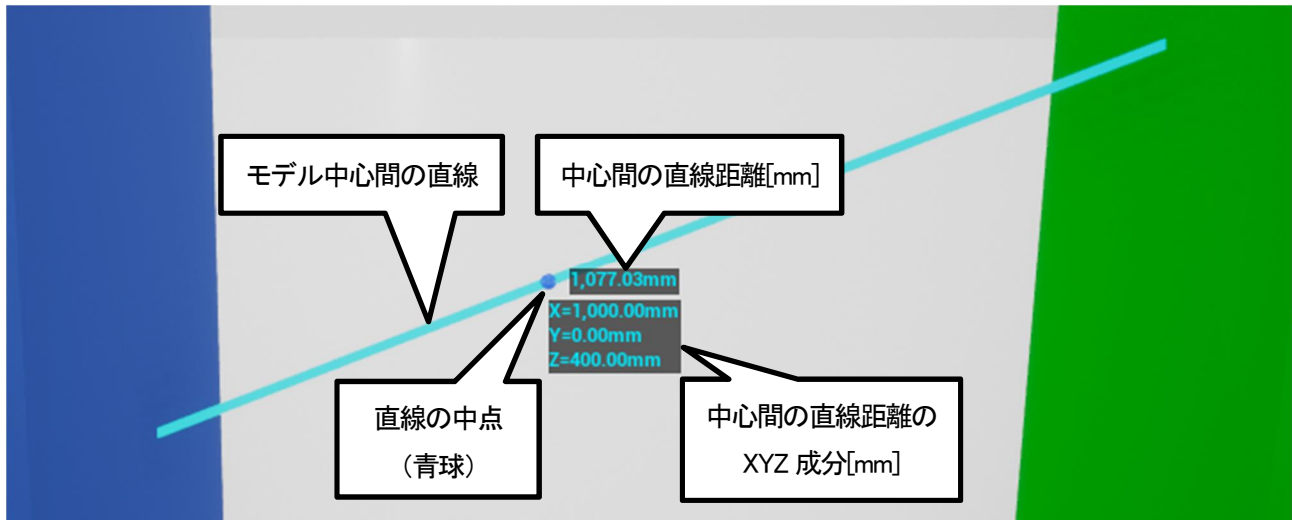 モデル中心間の直線
中心間の直線距離[mm]
1,077.03mm
X=1,000.00mm
Y=0.00mm
Z=400.00mm
直線の中点
（青球）
中心間の直線距離の
XYZ 成分[mm]